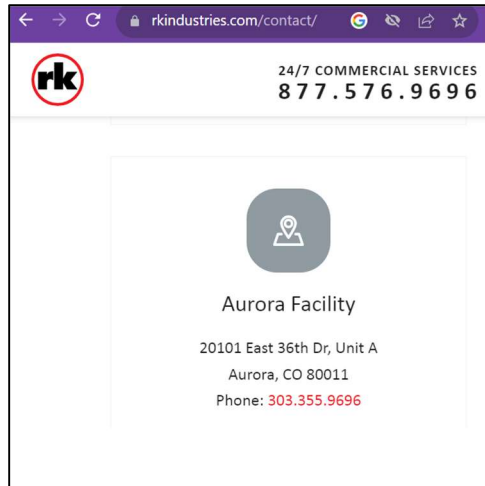 rkindustries.com/contact/
rk
24/7 COMMERCIAL SERVICES
877.576.9696
Aurora Facility
20101 East 36th Dr, Unit A
Aurora, CO 80011
Phone: 303.355.9696